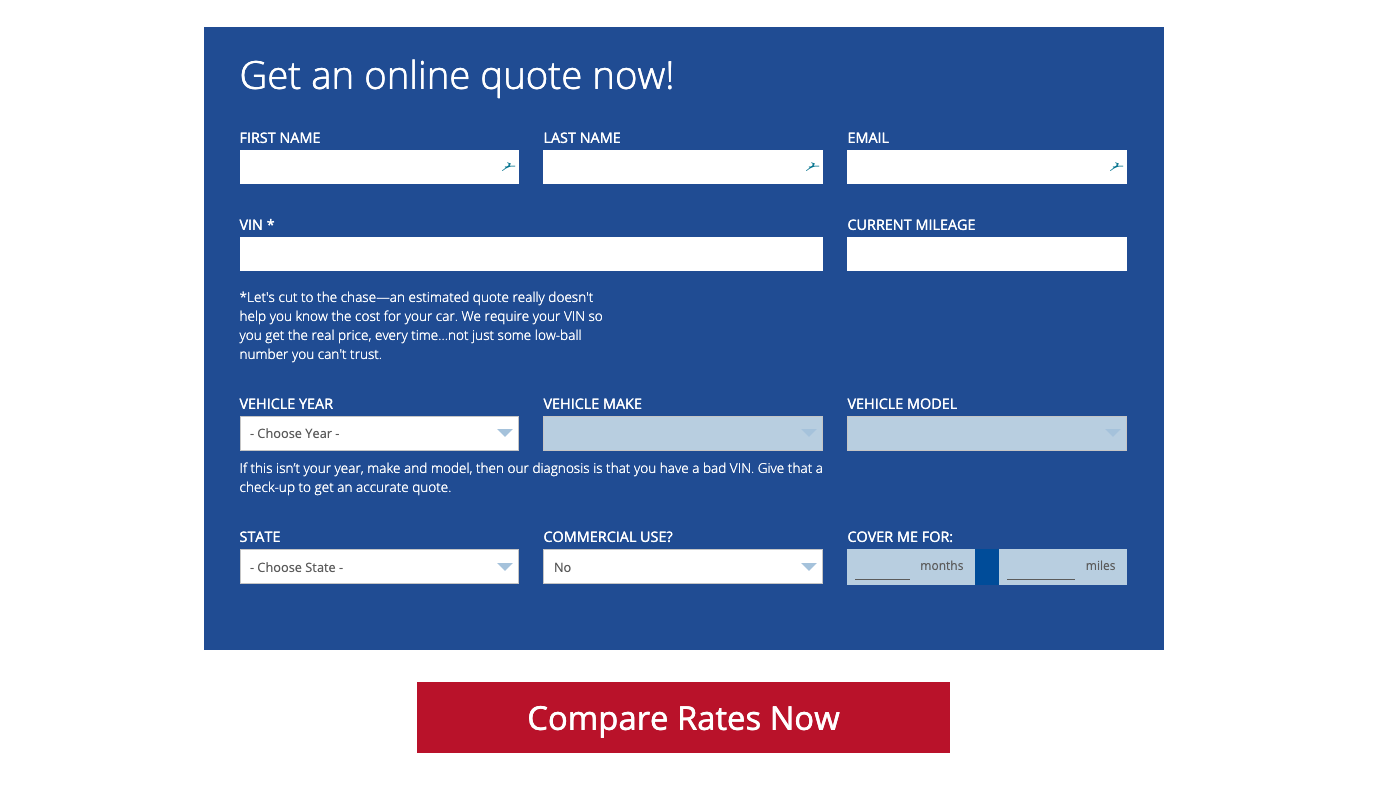 Get an online quote now!
FIRST NAME
LAST NAME
EMAIL
VIN *
CURRENT MILEAGE
*Let's cut to the chase—an estimated quote really doesn't
help you know the cost for your car. We require your VIN so
you get the real price, every time...not just some low-ball
number you can't trust.
VEHICLE YEAR
VEHICLE MAKE
VEHICLE MODEL
- Choose Year -
If this isn’t your year, make and model, then our diagnosis is that you have a bad VIN. Give that a
check-up to get an accurate quote.
STATE
COMMERCIAL USE?
COVER ME FOR:
- Choose State -
No
months
miles
Compare Rates Now